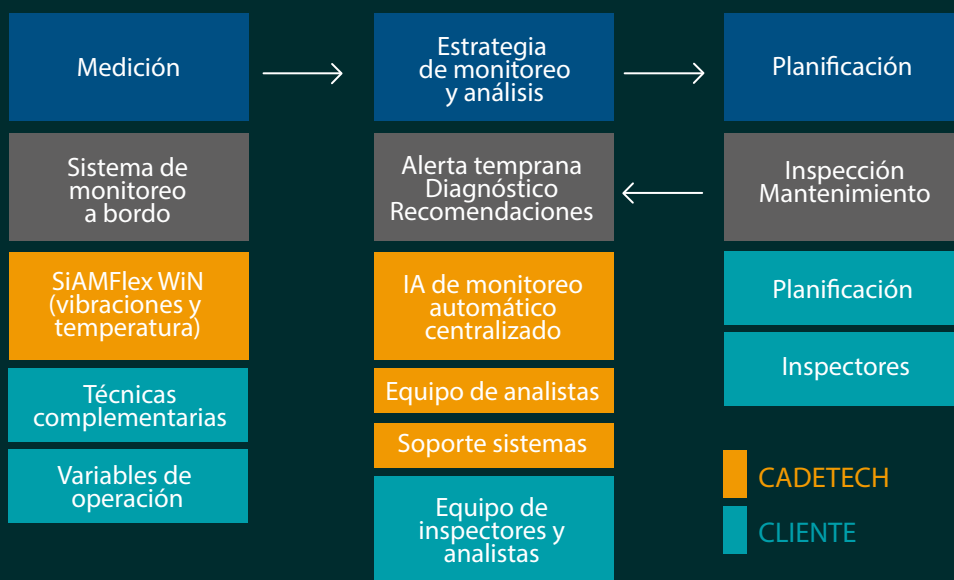 Medición
Sistema de
monitoreo
a bordo
SiAMFlex WiN
(vibraciones y
temperatura)
Técnicas
complementarias
Variables de
operación
Estrategia
de monitoreo
y análisis
Alerta temprana
Diagnóstico
Recomendaciones
IA de monitoreo
automático
centralizado
Equipo de analistas
Soporte sistemas
Equipo de
inspectores y
analistas
Planificación
Inspección
Mantenimiento
Planificación
Inspectores
CADETECH
CLIENTE